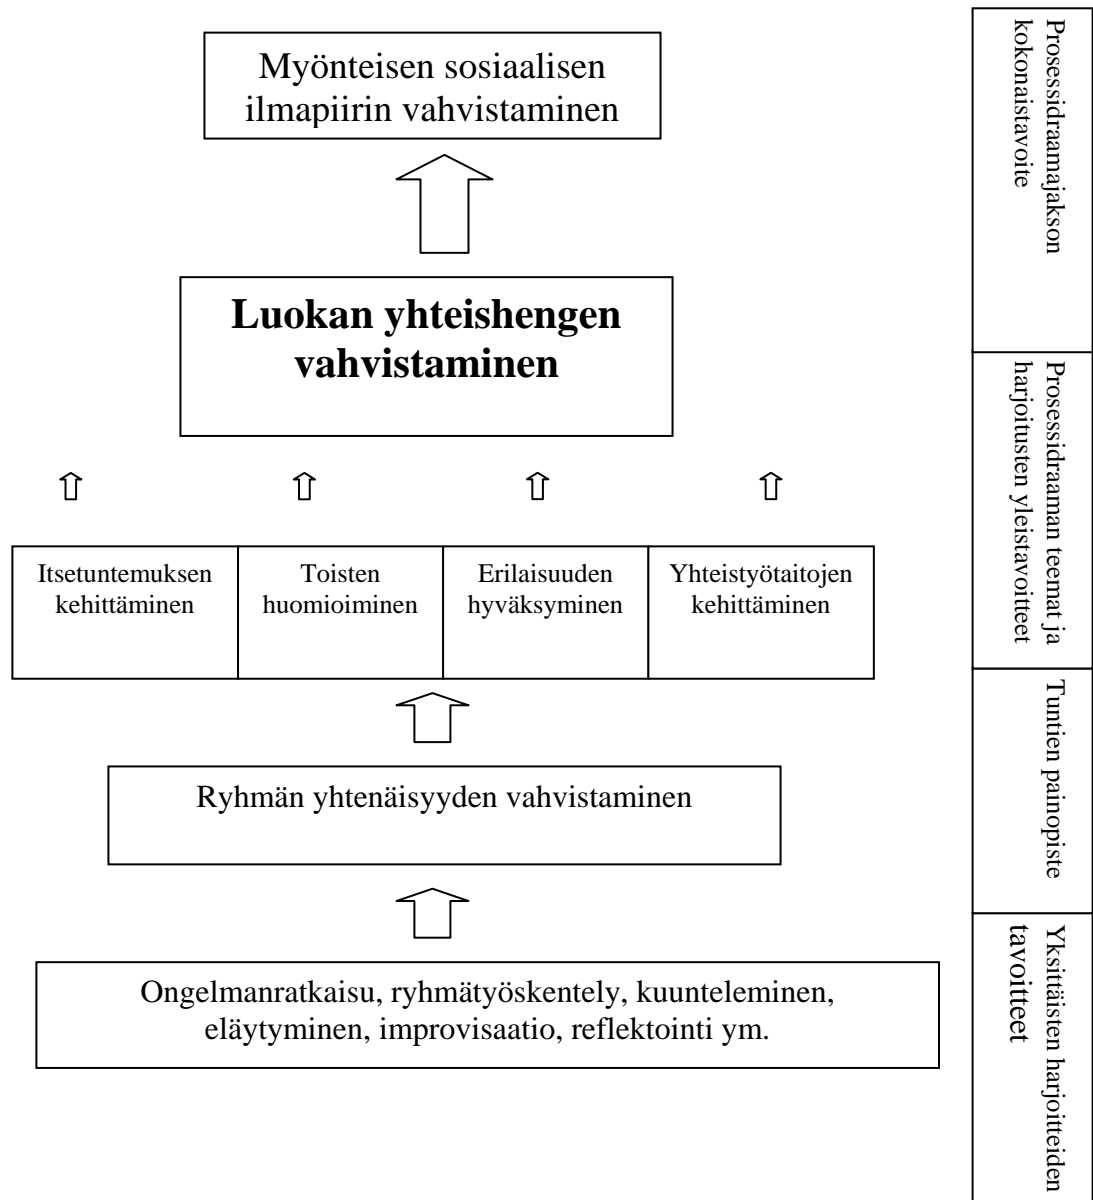 Myönteisen sosiaalisen
ilmapiirin vahvistaminen
Luokan yhteishengen
vahvistaminen
Itsetuntemuksen
kehittäminen
Toisten
huomioiminen
Erilaisuuden
hyväksyminen
Yhteistyötaitojen
kehittäminen
Ryhmän yhtenäisyyden vahvistaminen
Ongelmanratkaisu, ryhmätyöskentely, kuunteleminen,
eläytyminen, improvisaatio, reflektointi ym.
Prosessidraamajakson
kokonaistavoite
Prosessidraaman teemat ja
harjoitusten yleistavoitteet
Tuntien painopiste
Yksittäisten harjoitteiden
tavoitteet